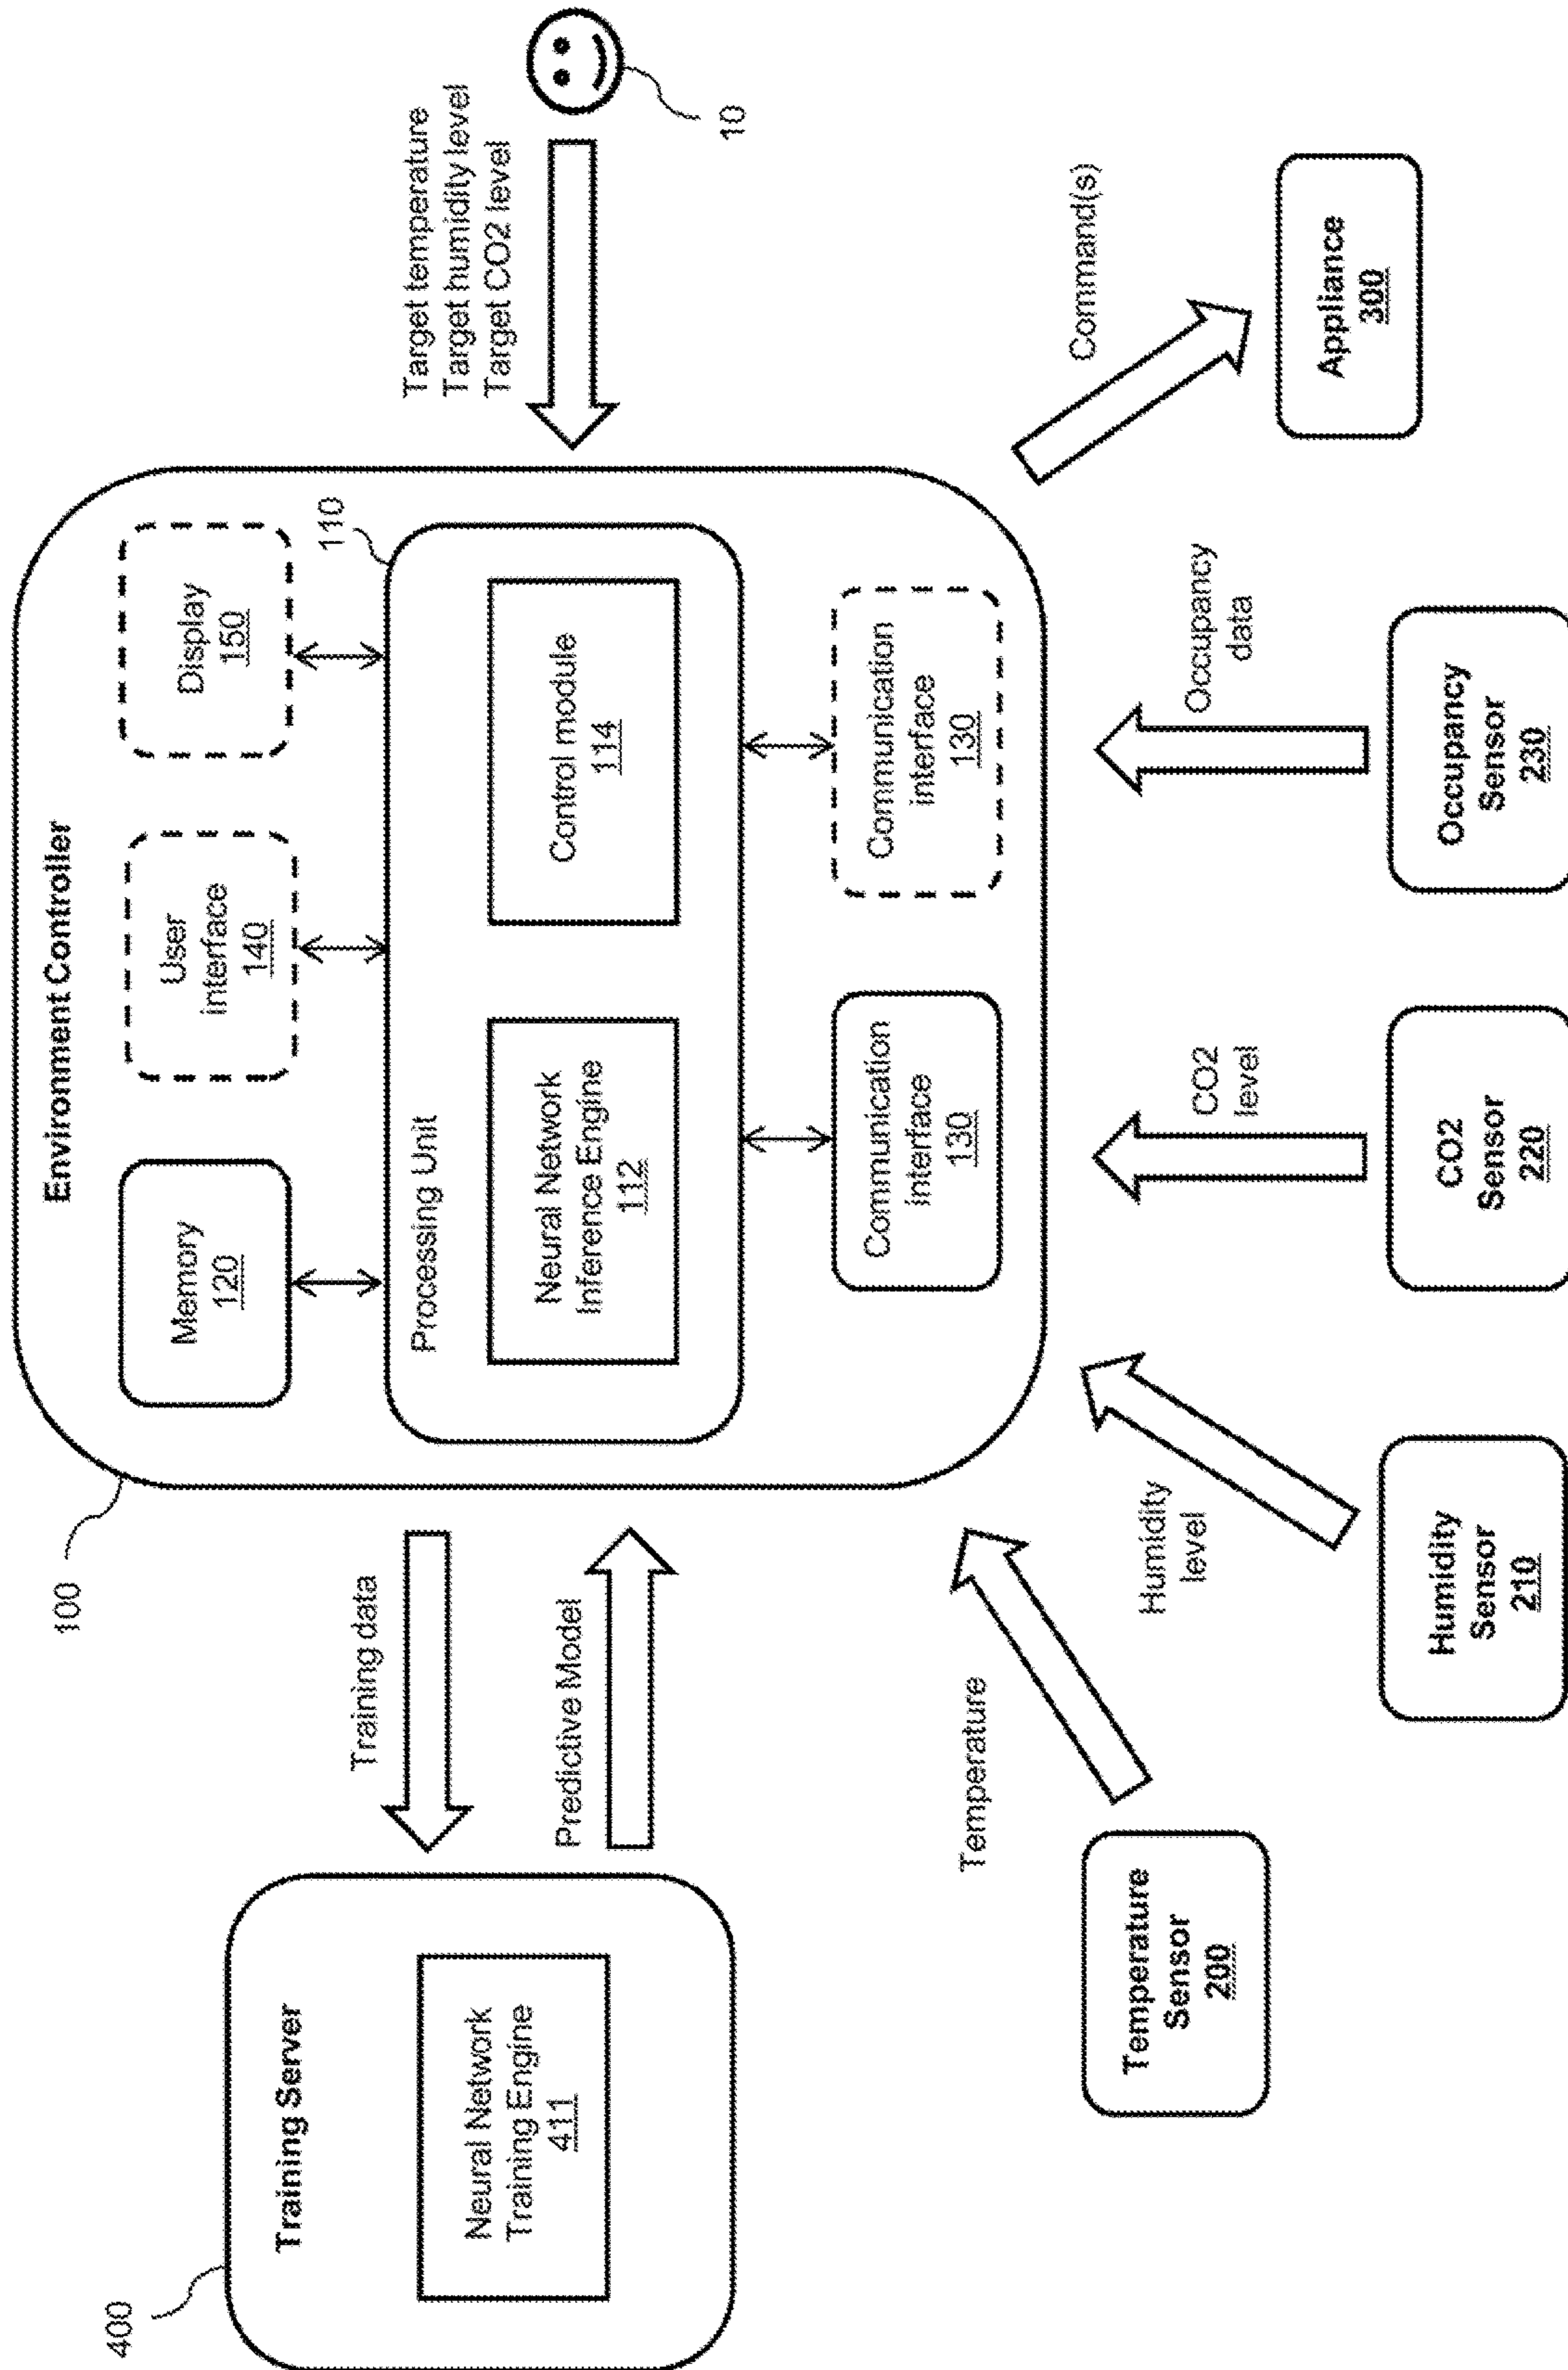 400
Training Server
Neural Network
Training Engine
411
Training data
Predictive Model
100
Environment Controller
Memory
120
User
interface
140
Display
150
110
Processing Unit
Neural Network
Inference Engine
112
Control module
114
Communication
interface
130
Communication
interface
130
Target temperature
Target humidity level
Target CO2 level
10
Temperature
Temperature
Sensor
200
Humidity
level
Humidity
Sensor
210
CO2
level
CO2
Sensor
220
Occupancy
data
Occupancy
Sensor
230
Command(s)
Appliance
300